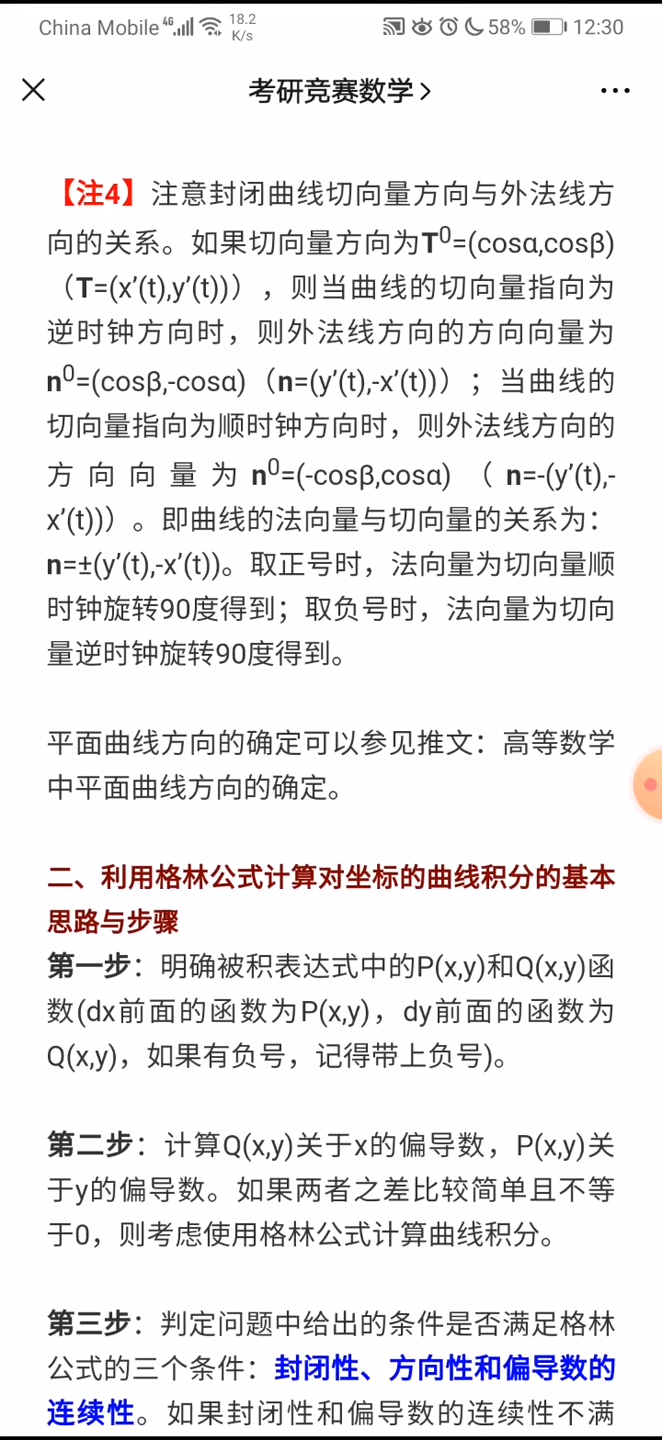 China Mobile 4G 18.2 K/s 58% 12:30
考研竞赛数学
【注4】注意封闭曲线切向量方向与外法线方
向的关系。如果切向量方向为T⁰=(cosα,cosβ)
（T=(x’(t),y’(t))），则当曲线的切向量指向为
逆时钟方向时，则外法线方向的方向向量为
n⁰=(cosβ,-cosα)（n=(y’(t),-x’(t))）；当曲线的
切向量指向为顺时钟方向时，则外法线方向的
方向向量为n⁰=(-cosβ,cosα)（n=-(y’(t),-
x’(t))）。即曲线的法向量与切向量的关系为：
n=±(y’(t),-x’(t))。取正号时，法向量为切向量顺
时钟旋转90度得到；取负号时，法向量为切向
量逆时钟旋转90度得到。
平面曲线方向的确定可以参见推文：高等数学
中平面曲线方向的确定。
二、利用格林公式计算对坐标的曲线积分的基本
思路与步骤
第一步：明确被积表达式中的P(x,y)和Q(x,y)函
数(dx前面的函数为P(x,y)，dy前面的函数为
Q(x,y)，如果有负号，记得带上负号)。
第二步：计算Q(x,y)关于x的偏导数，P(x,y)关
于y的偏导数。如果两者之差比较简单且不等
于0，则考虑使用格林公式计算曲线积分。
第三步：判定问题中给出的条件是否满足格林
公式的三个条件：封闭性、方向性和偏导数的
连续性。如果封闭性和偏导数的连续性不满